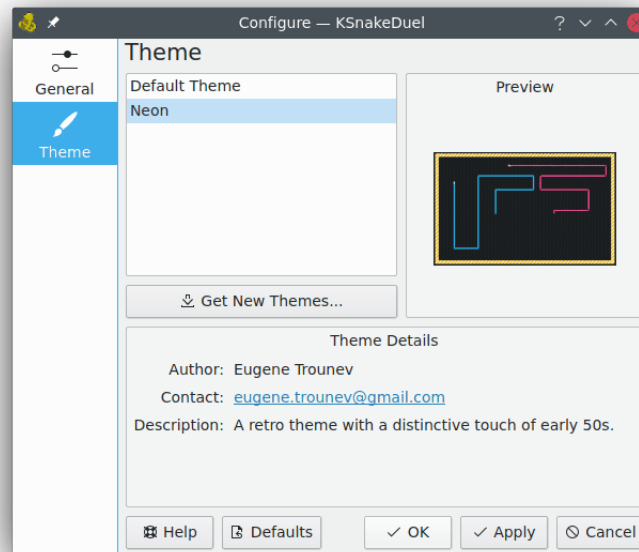 Configure — KSnakeDuel
General
Theme
Theme
Default Theme
Neon
Preview
Get New Themes...
Theme Details
Author: Eugene Trounev
Contact: eugene.trounev@gmail.com
Description: A retro theme with a distinctive touch of early 50s.
Help Defaults OK Apply Cancel